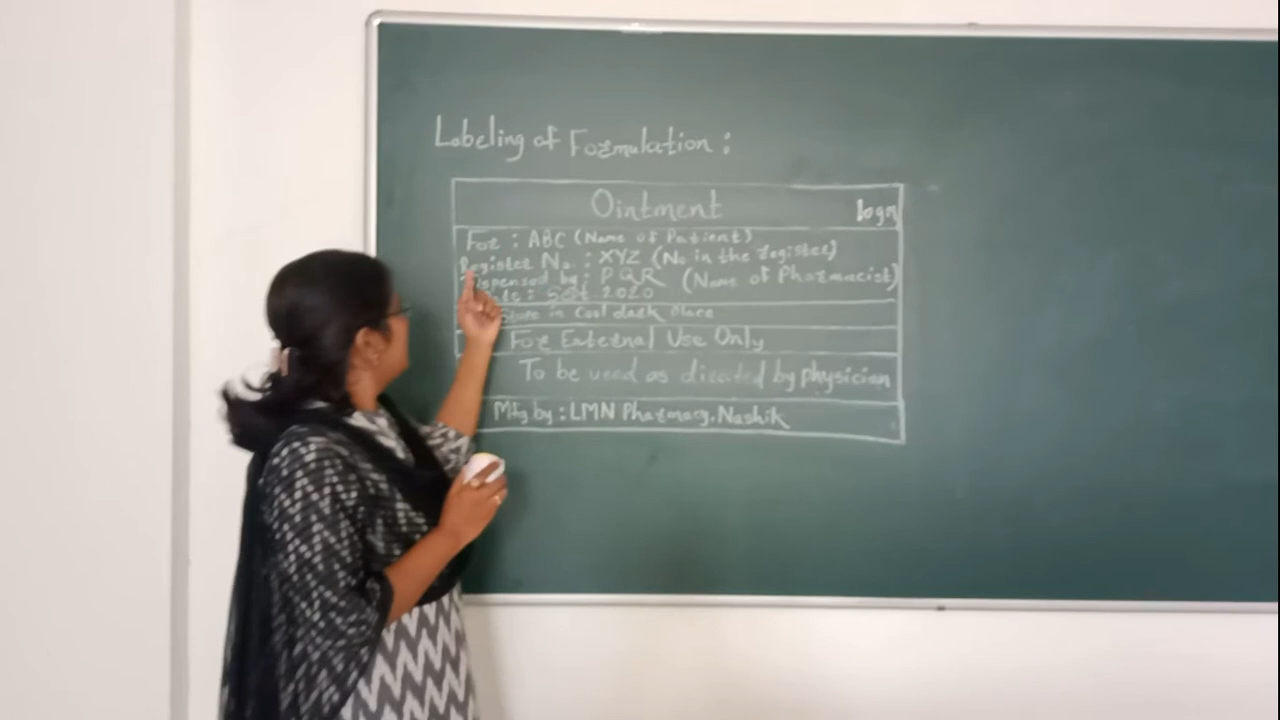 Labeling of Formulation :
Ointment 10gm
For : ABC (Name of Patient)
Register No. : XYZ (No in the register)
Dispensed by : PQR (Name of Pharmacist)
Date : Sept 2020
Store in Cool dark Place
For External Use Only
To be used as dicated by physician
Mfg by : LMN Pharmacy, Nashik